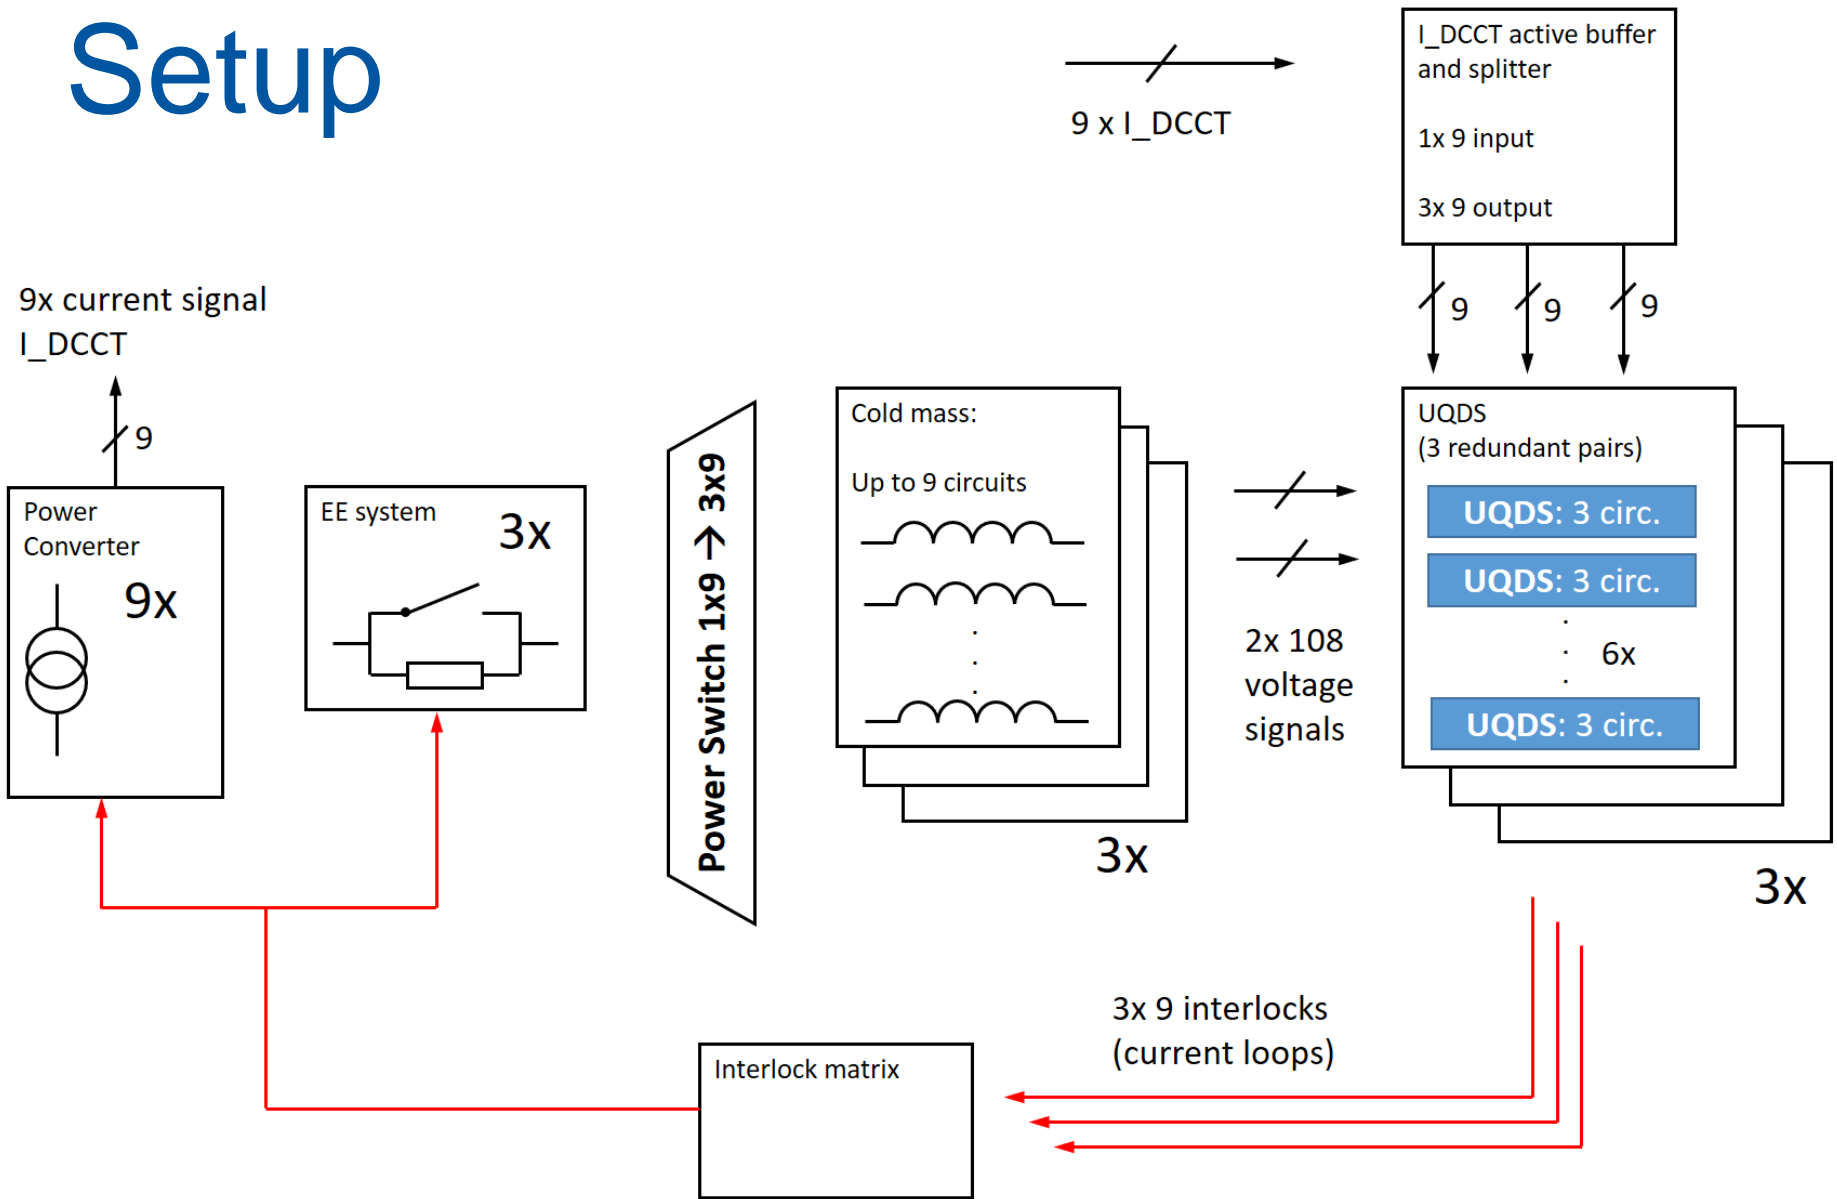 Setup
9 x I_DCCT
I_DCCT active buffer
and splitter
1x 9 input
3x 9 output
9
9
9
9x current signal
I_DCCT
9
Power
Converter
9x
EE system
3x
Power Switch 1x9 → 3x9
Cold mass:
Up to 9 circuits
3x
2x 108
voltage
signals
UQDS
(3 redundant pairs)
UQDS: 3 circ.
UQDS: 3 circ.
6x
UQDS: 3 circ.
3x
3x 9 interlocks
(current loops)
Interlock matrix